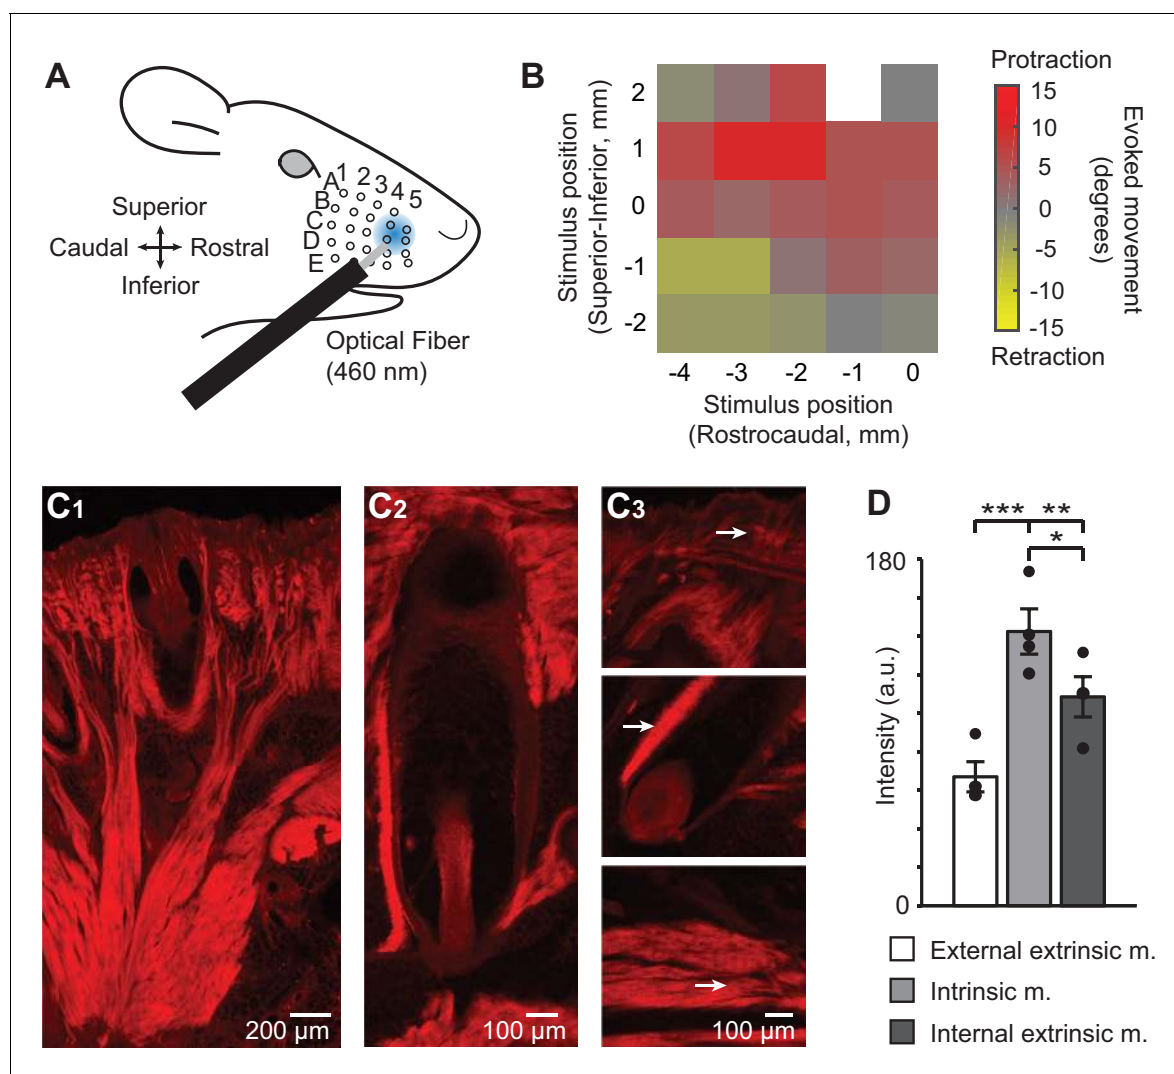 A
A 1 2 3 4 5
B
C
D
E
Superior
Caudal Rostral
Inferior
Optical Fiber
(460 nm)
B
Stimulus position
(Superior-Inferior, mm)
2
1
0
-1
-2
-4 -3 -2 -1 0
Stimulus position
(Rostrocaudal, mm)
Protraction
15
10
5
0
-5
-10
-15
Retraction
Evoked movement
(degrees)
C1
200 µm
C2
100 µm
C3
100 µm
D
*** **
*
Intensity (a.u.)
180
0
External extrinsic m.
Intrinsic m.
Internal extrinsic m.